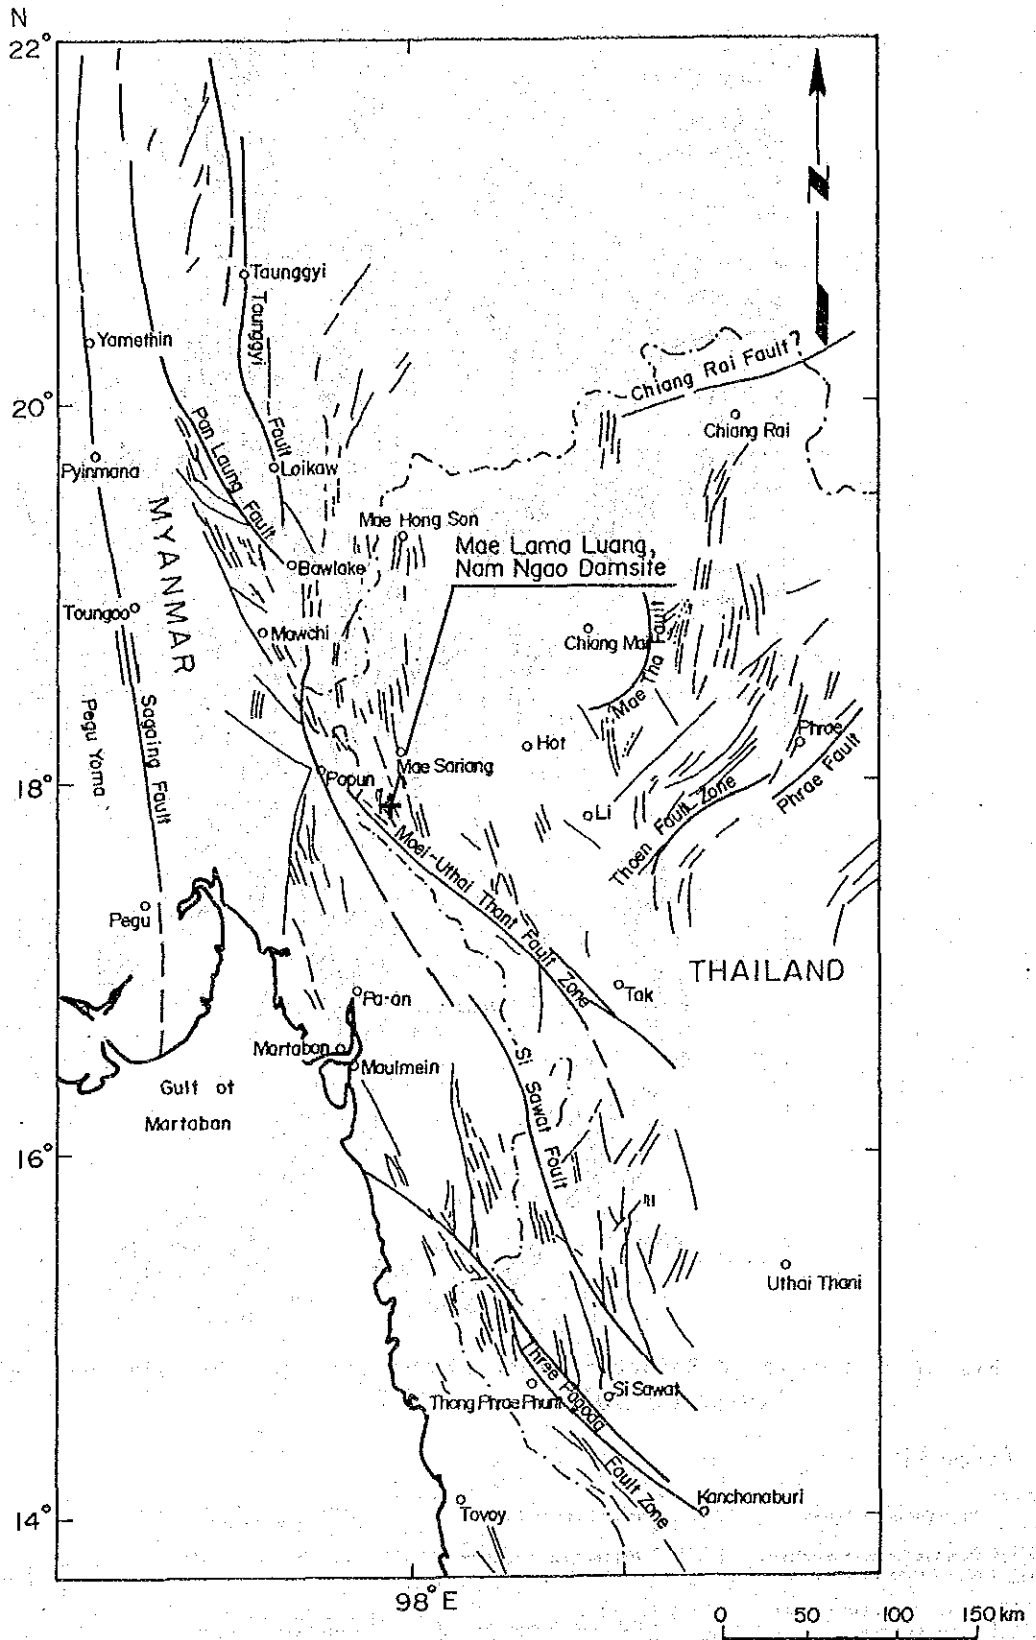 N
22°
Taunggyi
Taunggyi
Fault
Yamethin
Chiang Rai Fault?
20°
Pan Laung Fault
Chiang Rai
Loikaw
Pyinmana
MYANMAR
Mae Hong Son
Mae Lama Luang,
Nam Ngao Damsite
Bawlake
Toungoo
Mawchi
Chiang Mai
Mae Tha Fault
Sagaing Fault
Pegu Yoma
Hot
Phrae
Phrae Fault
Mae Sariang
Papun
18°
Li
Thoen Fault Zone
Moei-Uthai Thant Fault Zone
Pegu
THAILAND
Pa-an
Tak
Martaban
Maulmein
Si Sawat Fault
Gulf of
Martaban
16°
Uthai Thani
Three Pagoda
Fault Zone
Si Sawat
Thong Phrae Phum
Kanchanaburi
14°
Tavoy
98° E
0 50 100 150 km